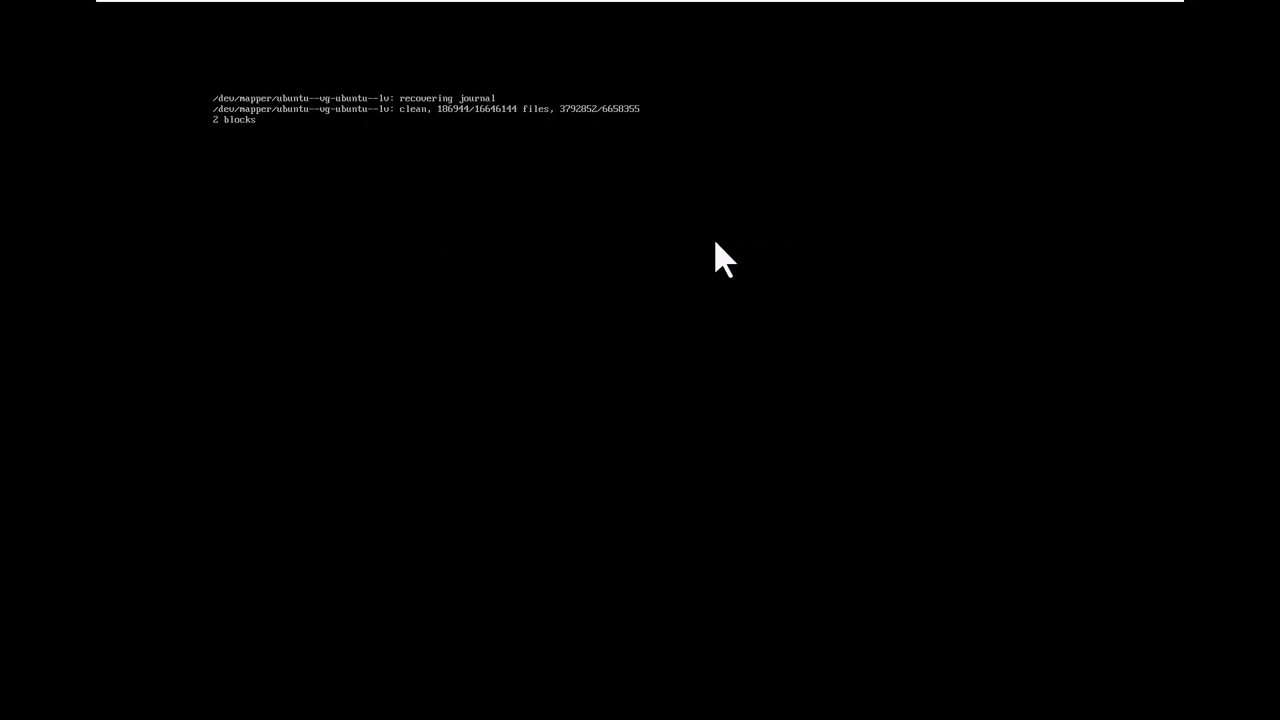 /dev/mapper/ubuntu--vg-ubuntu--lv: recovering journal
/dev/mapper/ubuntu--vg-ubuntu--lv: clean, 186944/16646144 files, 3792852/6658355
2 blocks